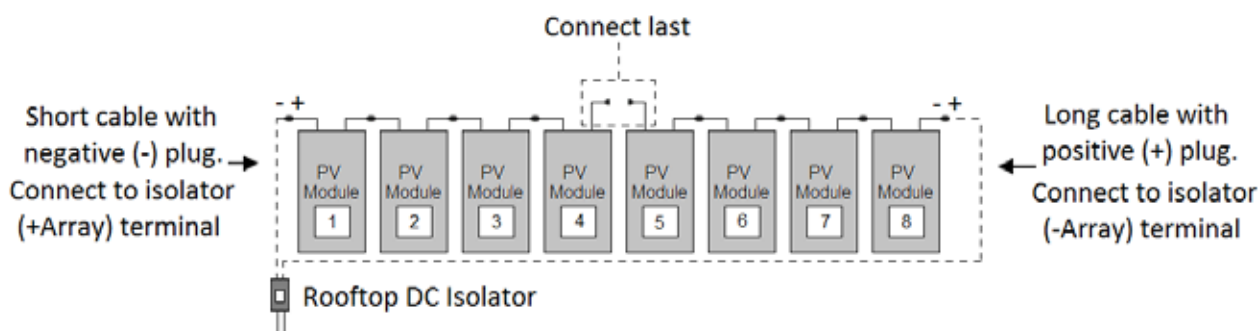 Connect last
Short cable with
negative (-) plug.
Connect to isolator
(+Array) terminal
- +
- +
Long cable with
positive (+) plug.
Connect to isolator
(-Array) terminal
PV
Module
1
PV
Module
2
PV
Module
3
PV
Module
4
PV
Module
5
PV
Module
6
PV
Module
7
PV
Module
8
Rooftop DC Isolator